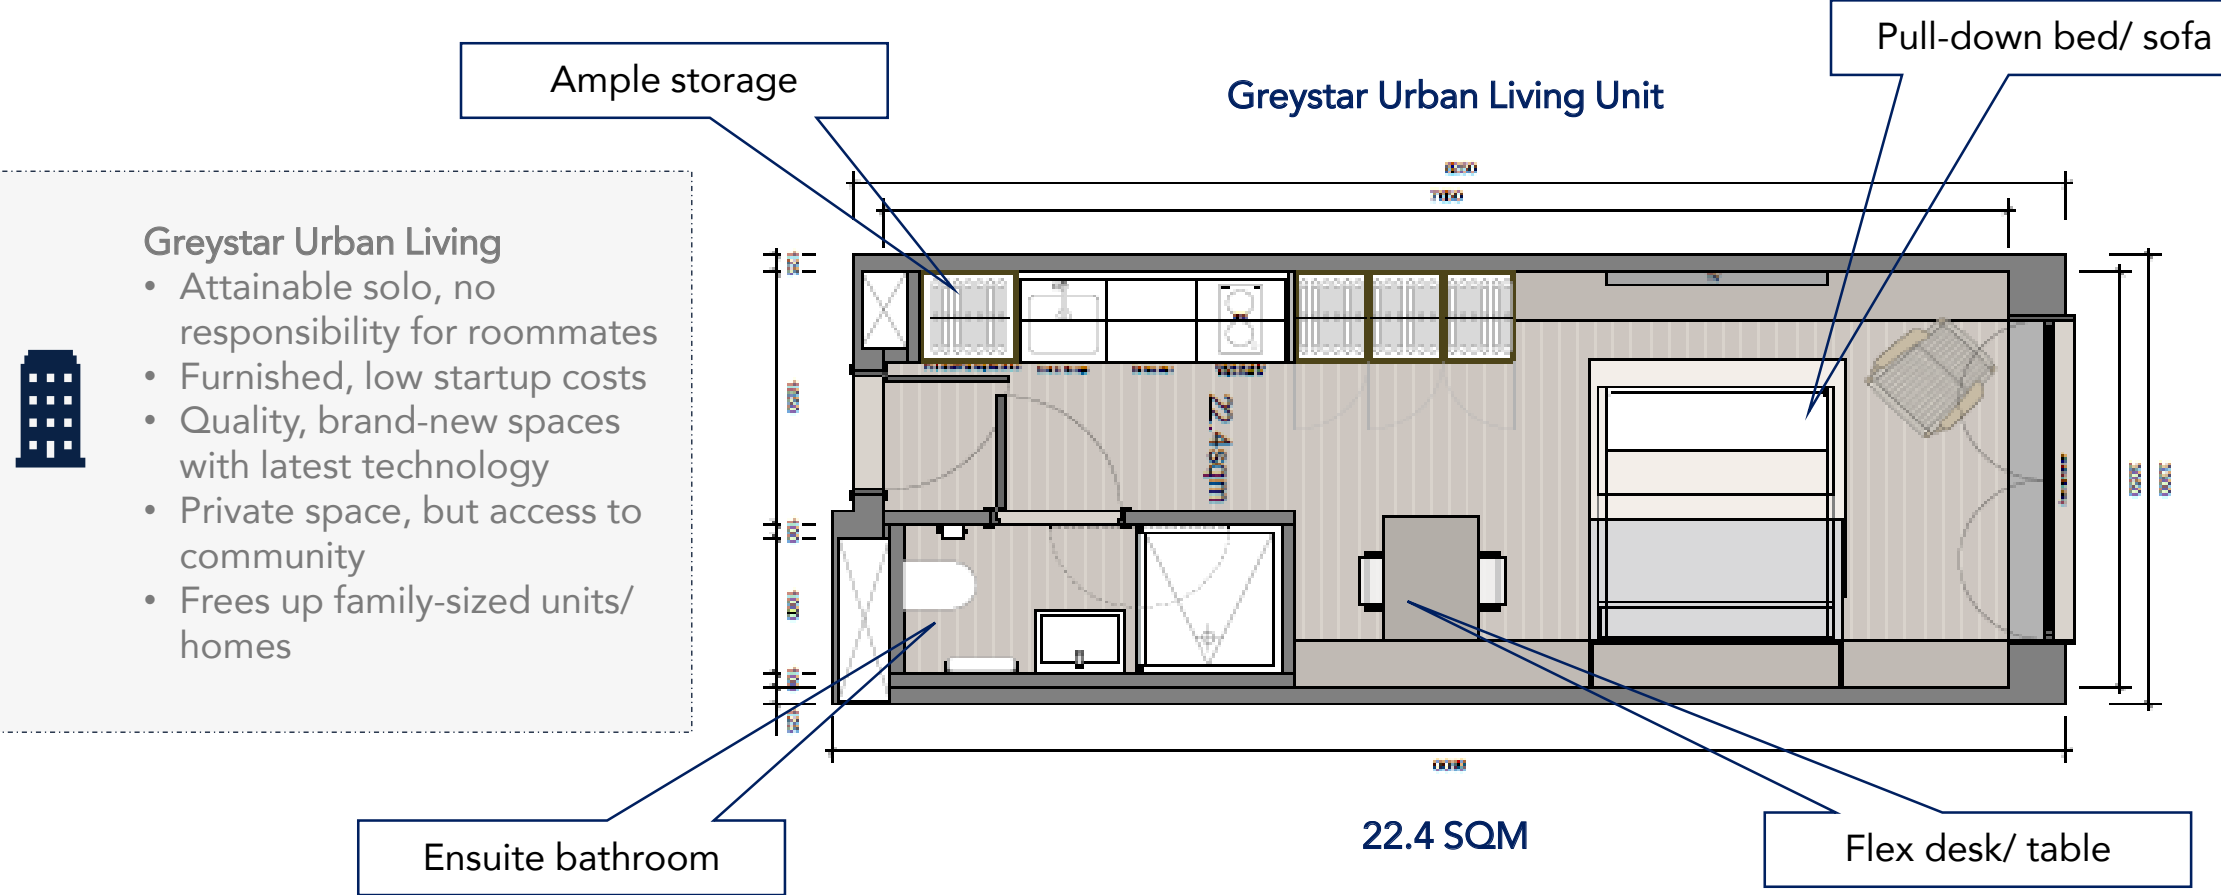 Pull-down bed/ sofa
Ample storage
Greystar Urban Living Unit
Greystar Urban Living
• Attainable solo, no
responsibility for roommates
• Furnished, low startup costs
• Quality, brand-new spaces
with latest technology
• Private space, but access to
community
• Frees up family-sized units/
homes
22.4sqm
22.4 SQM
Ensuite bathroom
Flex desk/ table